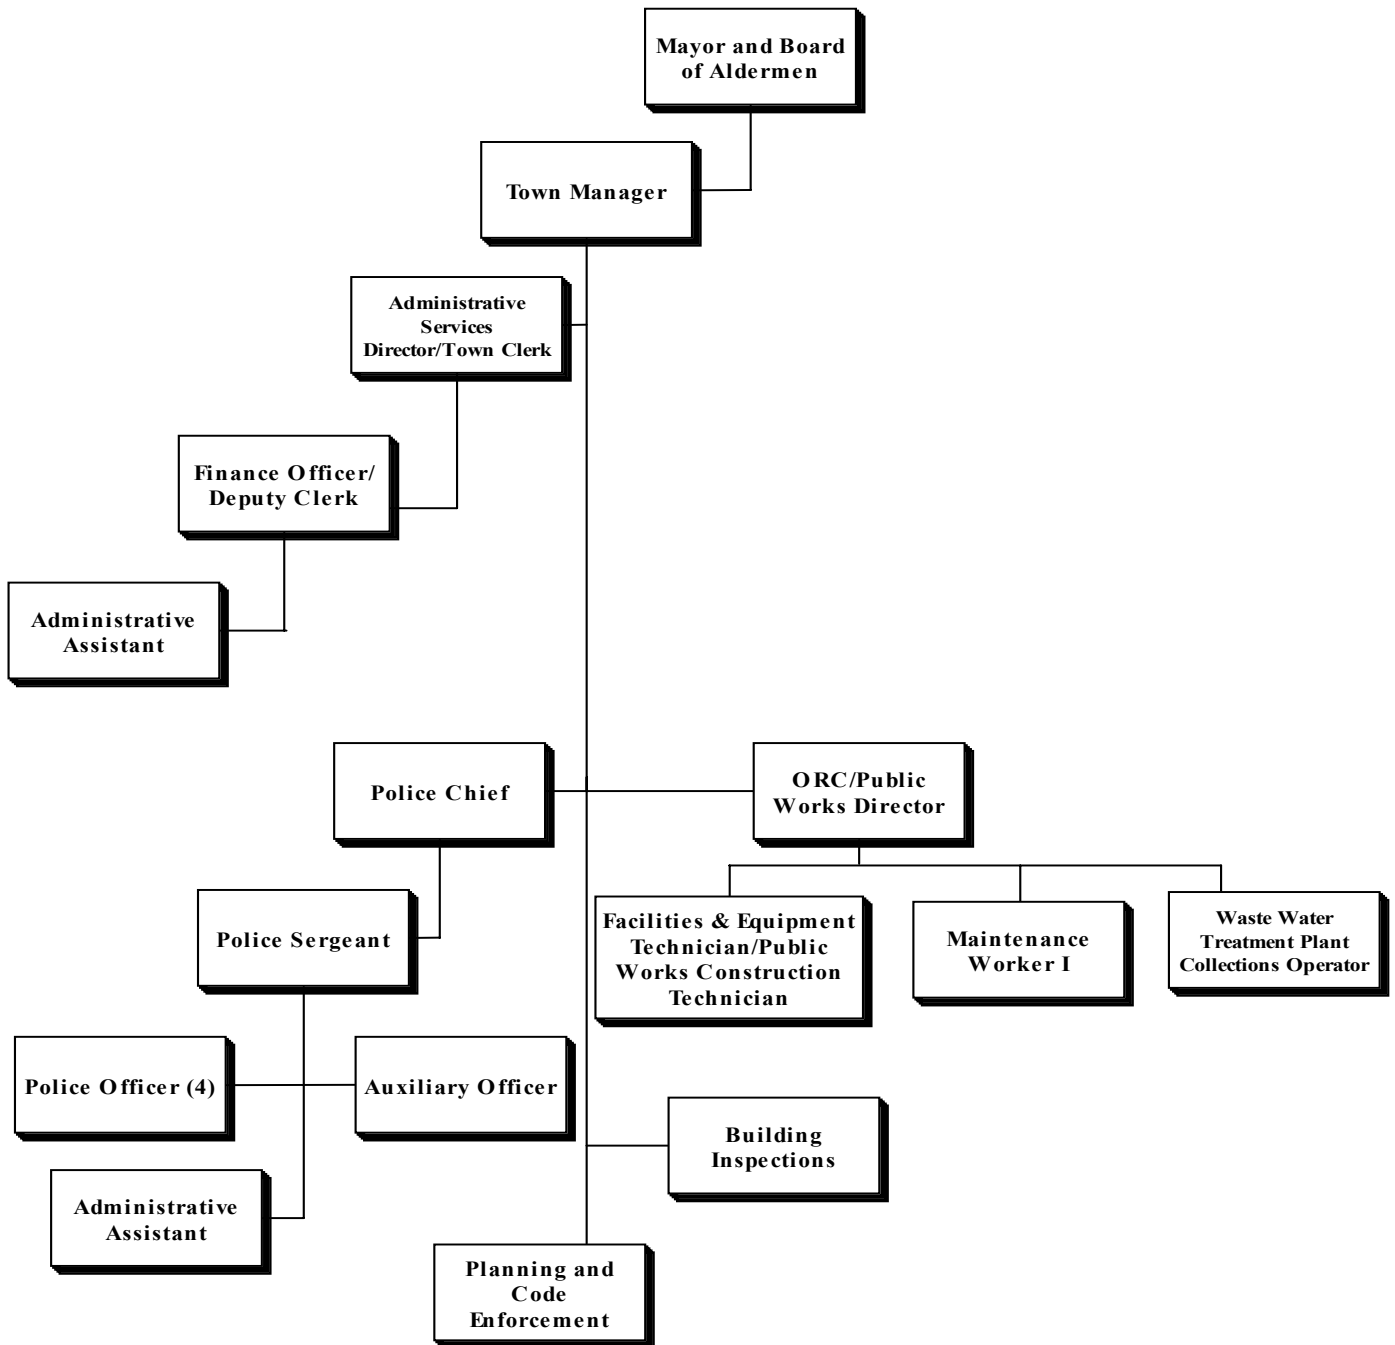 Mayor and Board
of Aldermen
Town Manager
Administrative
Services
Director/Town Clerk
Finance Officer/
Deputy Clerk
Administrative
Assistant
Police Chief
ORC/Public
Works Director
Police Sergeant
Facilities & Equipment
Technician/Public
Works Construction
Technician
Maintenance
Worker I
Waste Water
Treatment Plant
Collections Operator
Police Officer (4)
Auxiliary Officer
Building
Inspections
Administrative
Assistant
Planning and
Code
Enforcement